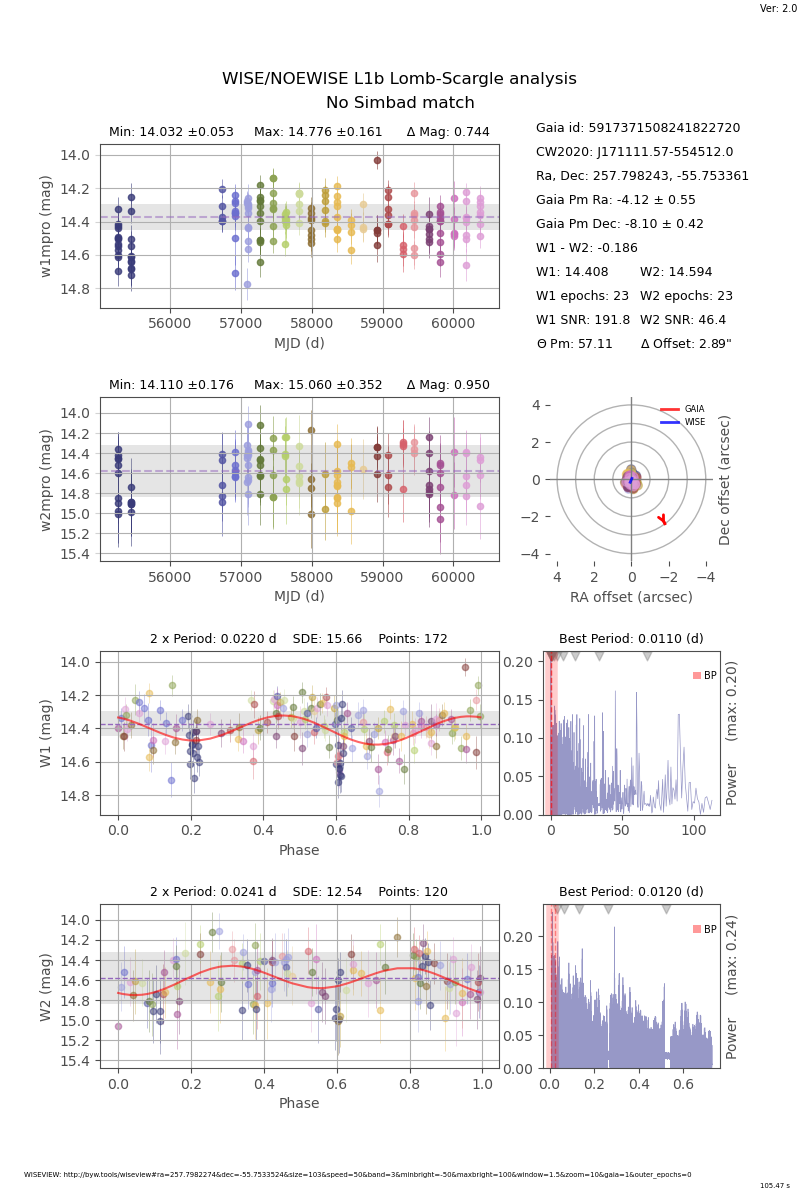 Ver: 2.0
WISE/NOEWISE L1b Lomb-Scargle analysis
No Simbad match
Min: 14.032 ±0.053 Max: 14.776 ±0.161 Δ Mag: 0.744
14.0
14.2
14.4
14.6
14.8
w1mpro (mag)
56000 57000 58000 59000 60000
MJD (d)
Gaia id: 5917371508241822720
CW2020: J171111.57-554512.0
Ra, Dec: 257.798243, -55.753361
Gaia Pm Ra: -4.12 ± 0.55
Gaia Pm Dec: -8.10 ± 0.42
W1 - W2: -0.186
W1: 14.408 W2: 14.594
W1 epochs: 23 W2 epochs: 23
W1 SNR: 191.8 W2 SNR: 46.4
Θ Pm: 57.11 Δ Offset: 2.89"
Min: 14.110 ±0.176 Max: 15.060 ±0.352 Δ Mag: 0.950
14.0
14.2
14.4
14.6
14.8
15.0
15.2
15.4
w2mpro (mag)
56000 57000 58000 59000 60000
MJD (d)
GAIA
WISE
4
2
0
−2
−4
4 2 0 −2 −4
RA offset (arcsec)
Dec offset (arcsec)
2 x Period: 0.0220 d SDE: 15.66 Points: 172
14.0
14.2
14.4
14.6
14.8
W1 (mag)
0.0 0.2 0.4 0.6 0.8 1.0
Phase
Best Period: 0.0110 (d)
BP
0.20
0.15
0.10
0.05
0.00
0 50 100
Power (max: 0.20)
2 x Period: 0.0241 d SDE: 12.54 Points: 120
14.0
14.2
14.4
14.6
14.8
15.0
15.2
15.4
W2 (mag)
0.0 0.2 0.4 0.6 0.8 1.0
Phase
Best Period: 0.0120 (d)
BP
0.20
0.15
0.10
0.05
0.00
0.0 0.2 0.4 0.6
Power (max: 0.24)
WISEVIEW: http://byw.tools/wiseview#ra=257.7982274&dec=-55.7533524&size=103&speed=50&band=3&minbright=-50&maxbright=100&window=1.5&zoom=10&gaia=1&outer_epochs=0
105.47 s